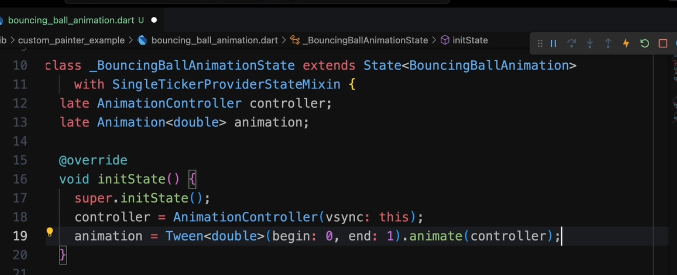 bouncing_ball_animation.dart U
ib > custom_painter_example > bouncing_ball_animation.dart > _BouncingBallAnimationState > initState
10 class _BouncingBallAnimationState extends State<BouncingBallAnimation>
11 with SingleTickerProviderStateMixin {
12 late AnimationController controller;
13 late Animation<double> animation;
14
15 @override
16 void initState() {
17 super.initState();
18 controller = AnimationController(vsync: this);
19 animation = Tween<double>(begin: 0, end: 1).animate(controller);
20 }
21